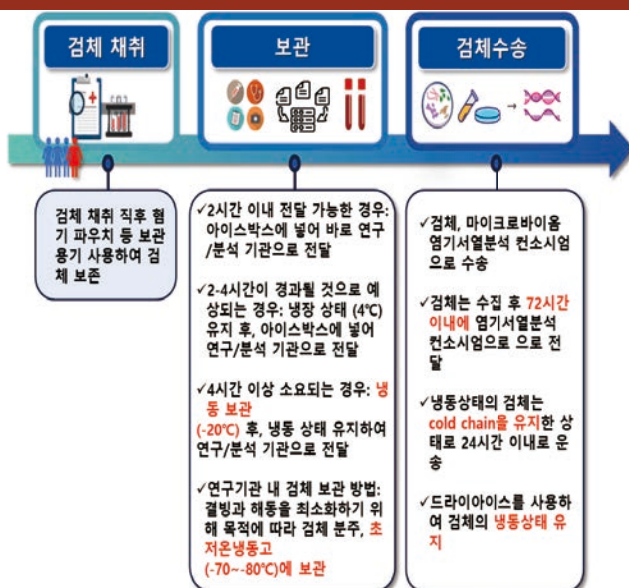 검체 채취
보관
검체수송
검체 채취 직후 혐
기 파우치 등 보관
용기 사용하여 검
체 보존
✓2시간 이내 전달 가능한 경우:
아이스박스에 넣어 바로 연구
/분석 기관으로 전달
✓2-4시간이 경과될 것으로 예
상되는 경우: 냉장 상태 (4℃)
유지 후, 아이스박스에 넣어
연구/분석 기관으로 전달
✓4시간 이상 소요되는 경우: 냉
동 보관
(-20℃) 후, 냉동 상태 유지하여
연구/분석 기관으로 전달
✓연구기관 내 검체 보관 방법:
결빙과 해동을 최소화하기 위
해 목적에 따라 검체 분주, 초
저온냉동고
(-70~-80℃)에 보관
✓검체, 마이크로바이옴
염기서열분석 컨소시엄
으로 수송
✓검체는 수집 후 72시간
이내에 염기서열분석
컨소시엄으로 으로 전
달
✓냉동상태의 검체는
cold chain을 유지한 상
태로 24시간 이내로 운
송
✓드라이아이스를 사용하
여 검체의 냉동상태 유
지